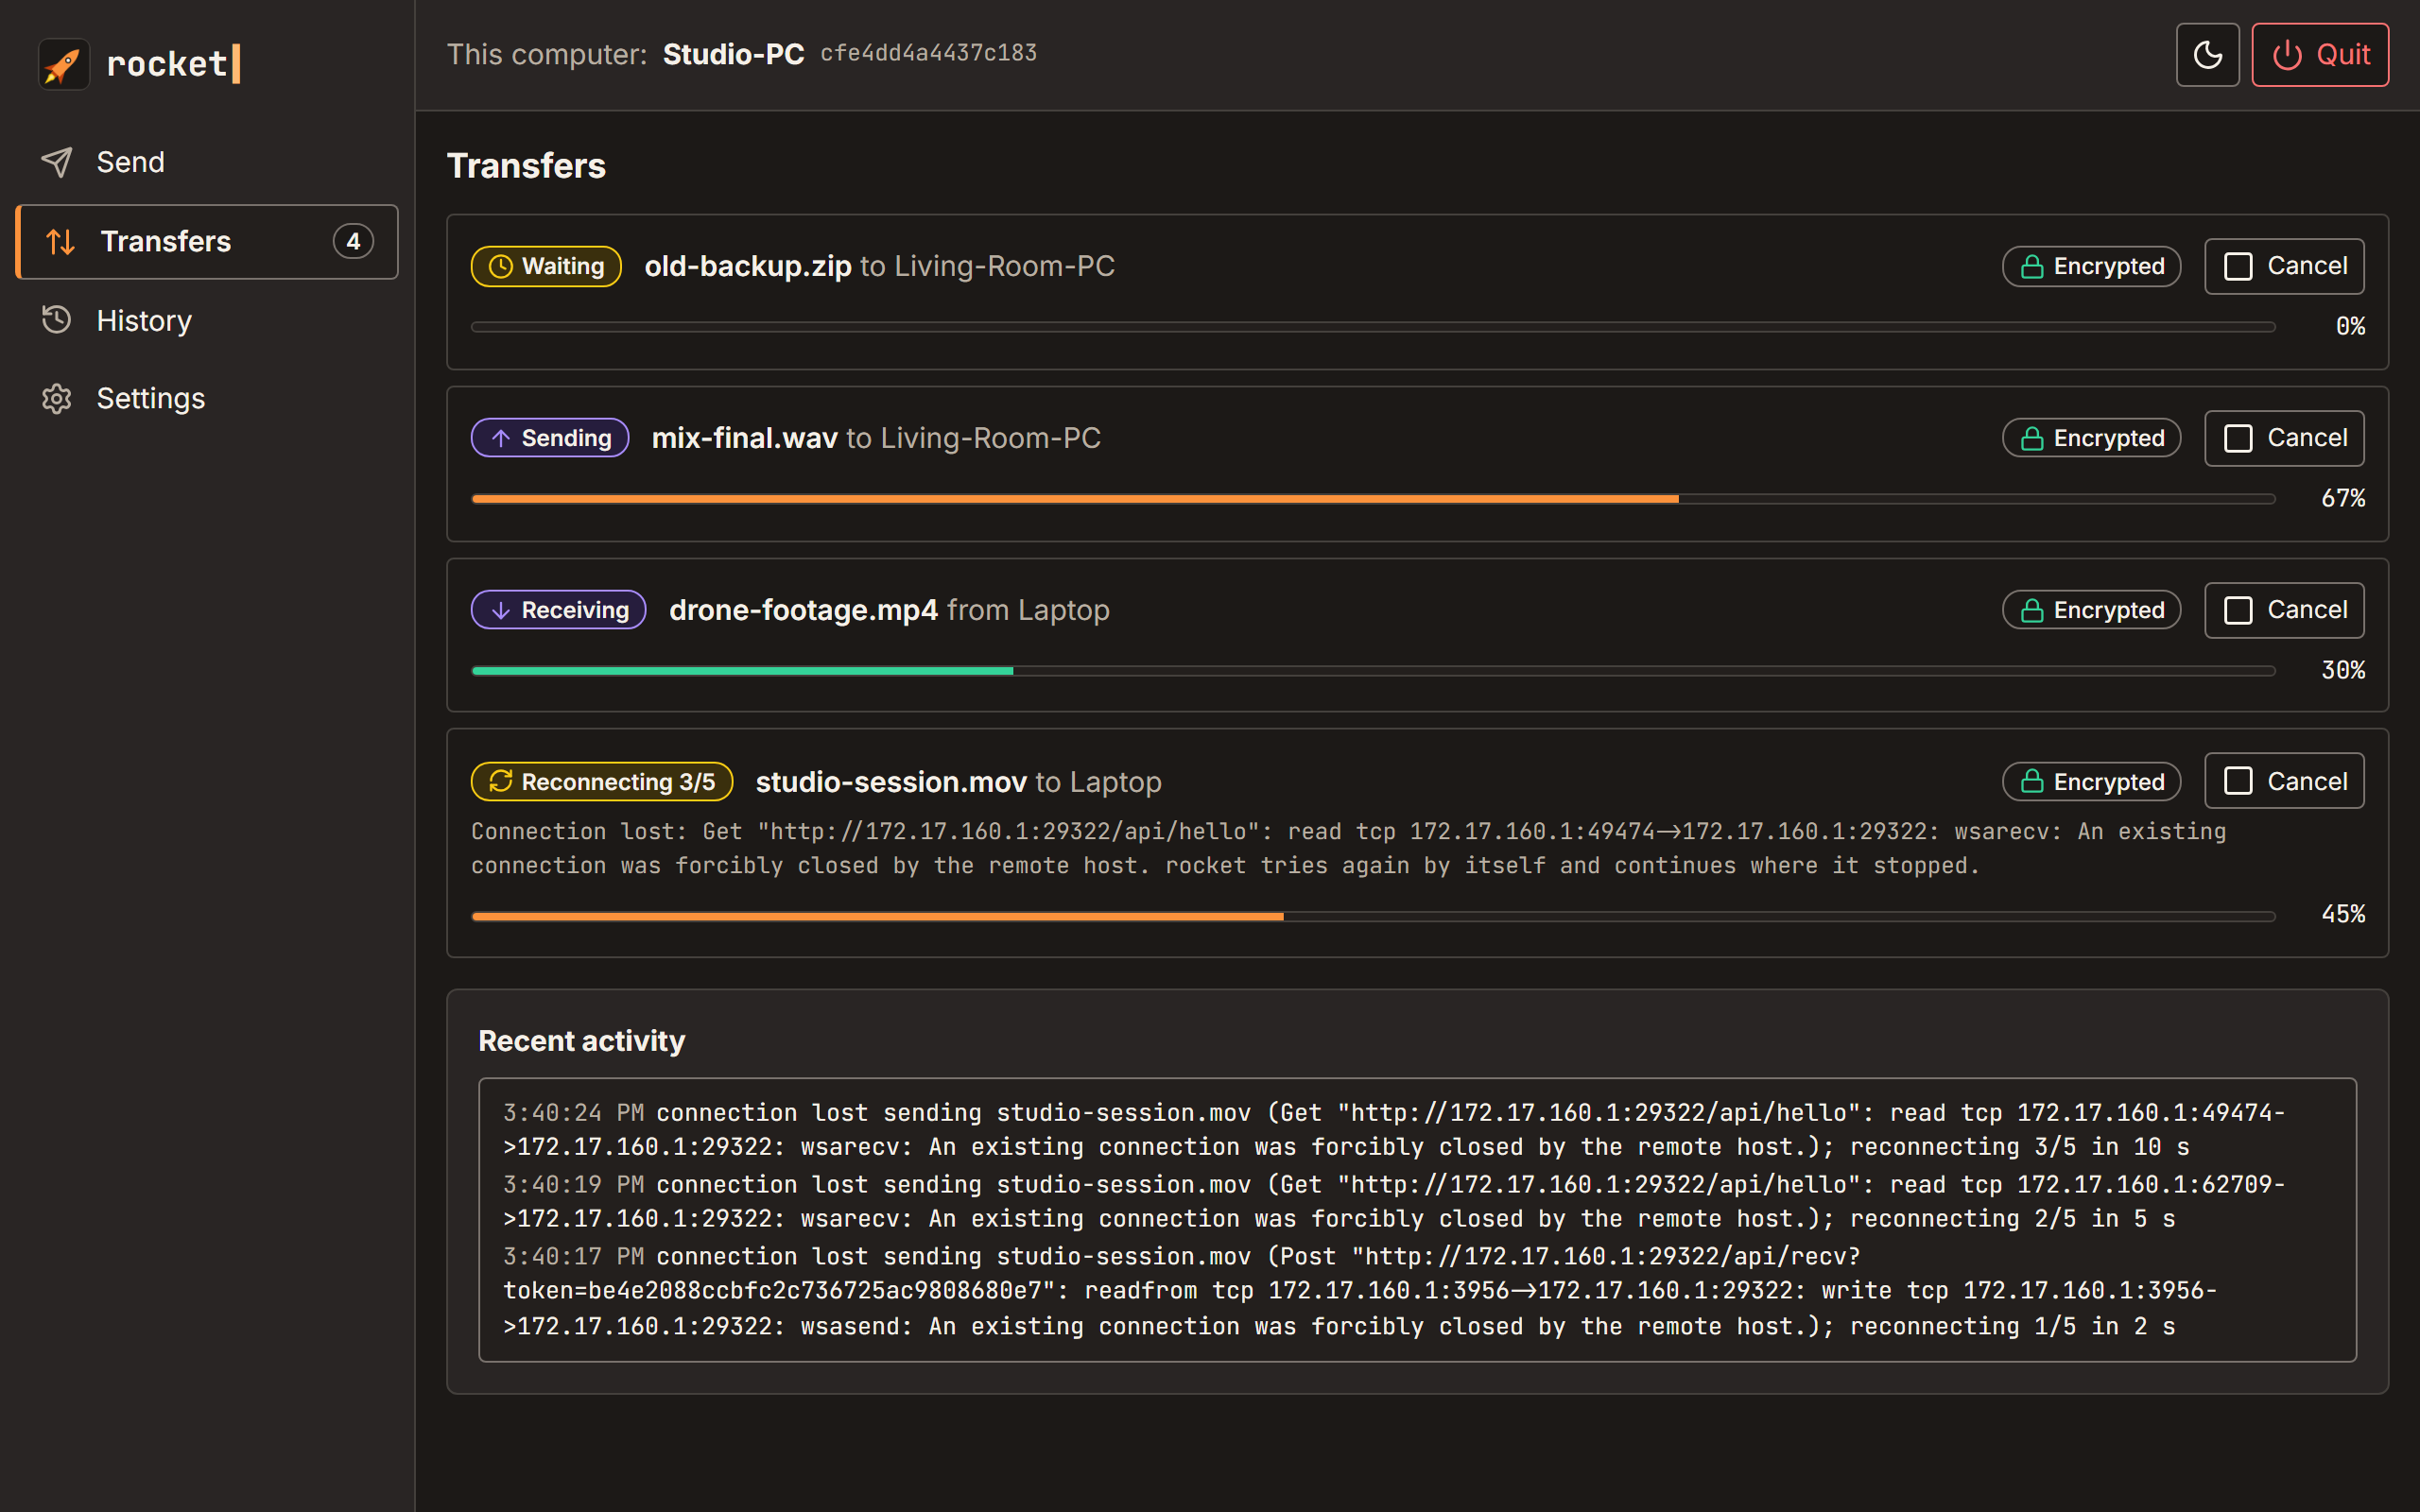 rocket
This computer: Studio-PC cfe4dd4a4437c183
Quit
Send
Transfers 4
History
Settings
Transfers
Waiting old-backup.zip to Living-Room-PC Encrypted Cancel
0%
Sending mix-final.wav to Living-Room-PC Encrypted Cancel
67%
Receiving drone-footage.mp4 from Laptop Encrypted Cancel
30%
Reconnecting 3/5 studio-session.mov to Laptop Encrypted Cancel
Connection lost: Get "http://172.17.160.1:29322/api/hello": read tcp 172.17.160.1:49474->172.17.160.1:29322: wsarecv: An existing
connection was forcibly closed by the remote host. rocket tries again by itself and continues where it stopped.
45%
Recent activity
3:40:24 PM connection lost sending studio-session.mov (Get "http://172.17.160.1:29322/api/hello": read tcp 172.17.160.1:49474-
>172.17.160.1:29322: wsarecv: An existing connection was forcibly closed by the remote host.); reconnecting 3/5 in 10 s
3:40:19 PM connection lost sending studio-session.mov (Get "http://172.17.160.1:29322/api/hello": read tcp 172.17.160.1:62709-
>172.17.160.1:29322: wsarecv: An existing connection was forcibly closed by the remote host.); reconnecting 2/5 in 5 s
3:40:17 PM connection lost sending studio-session.mov (Post "http://172.17.160.1:29322/api/recv?
token=be4e2088ccbfc2c736725ac9808680e7": readfrom tcp 172.17.160.1:3956->172.17.160.1:29322: write tcp 172.17.160.1:3956-
>172.17.160.1:29322: wsasend: An existing connection was forcibly closed by the remote host.); reconnecting 1/5 in 2 s